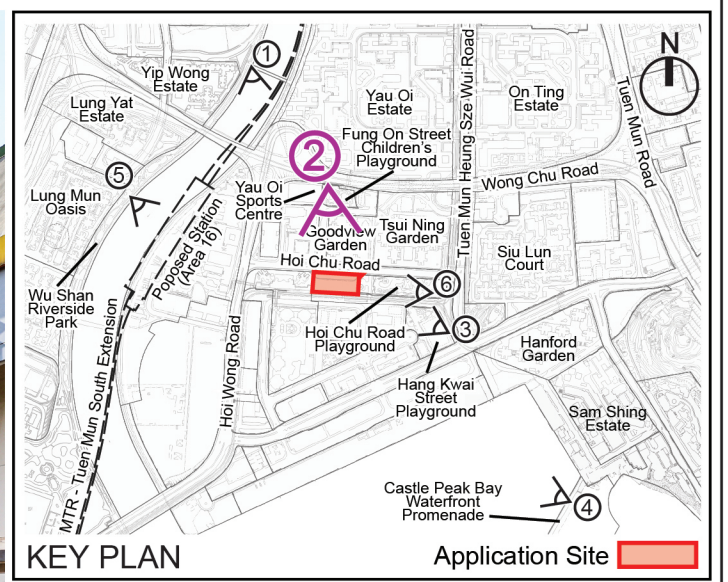 1
N
Yip Wong
Estate
Lung Yat
Estate
Yau Oi
Estate
On Ting
Estate
Tuen Mun Heung Sze Wui Road
Tuen Mun Road
Fung On Street
Children's
Playground
2
5
Yau Oi
Sports
Centre
Wong Chu Road
Lung Mun
Oasis
Poposed Station
(Area 16)
Goodview
Garden
Tsui Ning
Garden
Siu Lun
Court
Hoi Chu Road
6
Wu Shan
Riverside
Park
Hoi Chu Road
Playground
3
Hoi Wong Road
Hanford
Garden
Hang Kwai
Street
Playground
Sam Shing
Estate
MTR - Tuen Mun South Extension
Castle Peak Bay
Waterfront
Promenade
4
KEY PLAN
Application Site